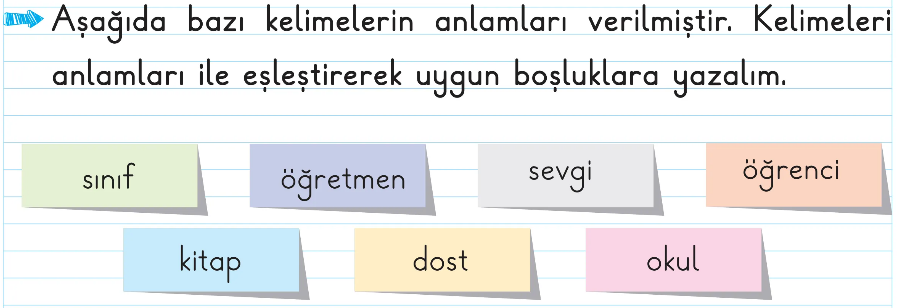 Aşağıda bazı kelimelerin anlamları verilmiştir. Kelimeleri
anlamları ile eşleştirerek uygun boşluklara yazalım.
sınıf öğretmen sevgi öğrenci
kitap dost okul